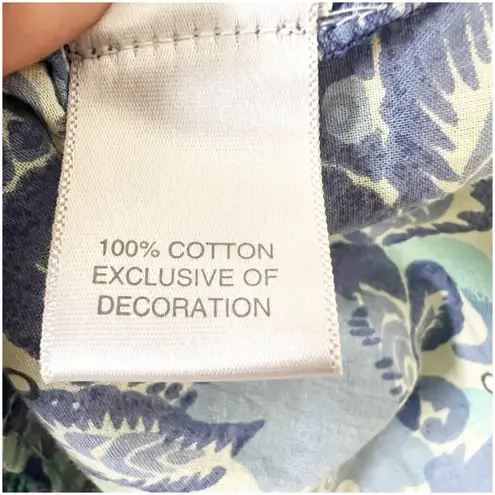 100% COTTON
EXCLUSIVE OF
DECORATION